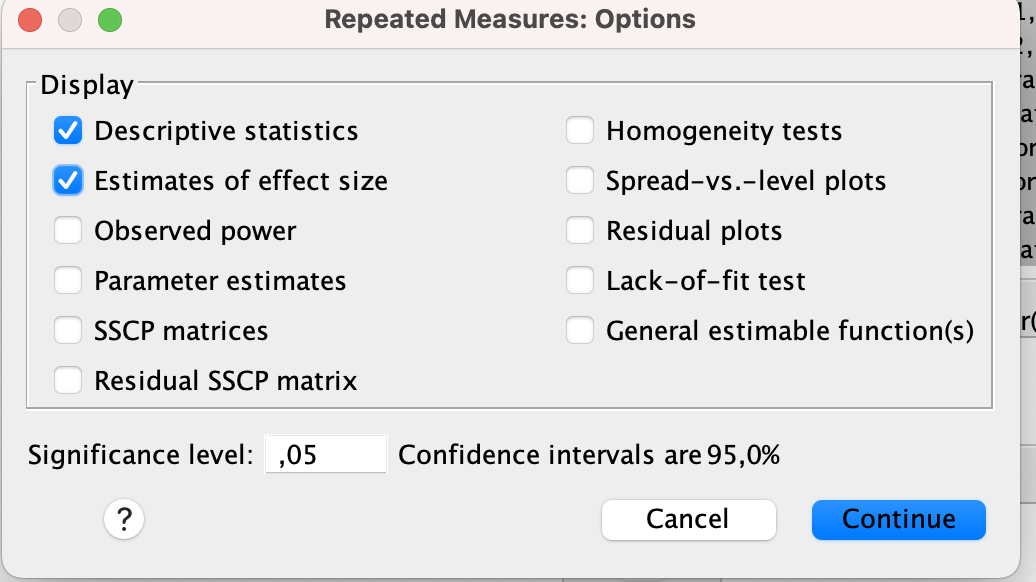 Repeated Measures: Options
Display
Descriptive statistics
Homogeneity tests
Estimates of effect size
Spread-vs.-level plots
Observed power
Residual plots
Parameter estimates
Lack-of-fit test
SSCP matrices
General estimable function(s)
Residual SSCP matrix
Significance level: ,05 Confidence intervals are 95,0%
? Cancel Continue